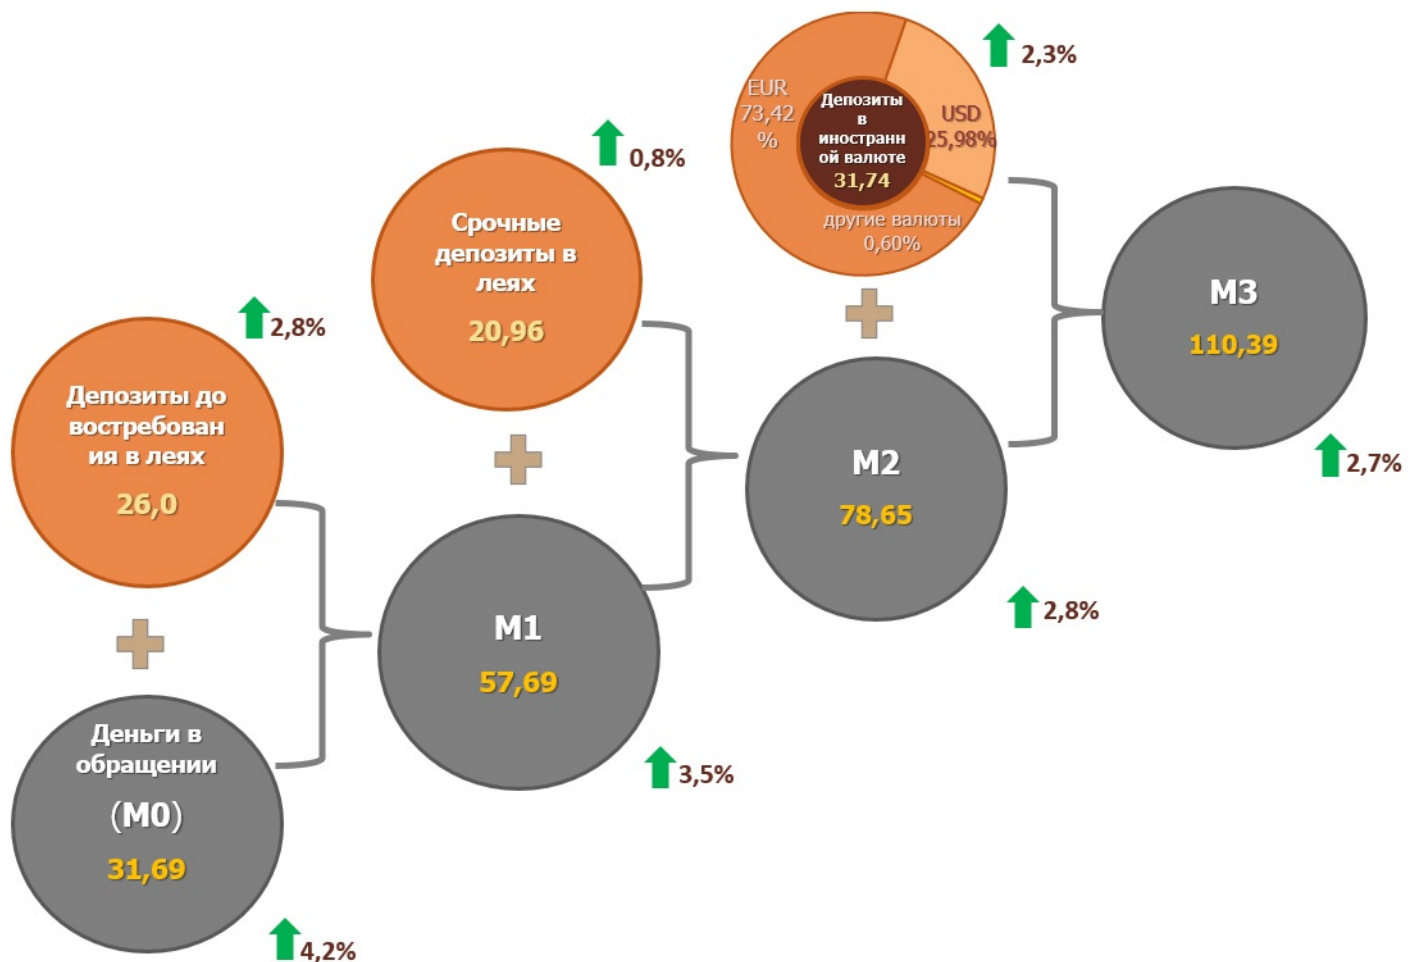 EUR
73,42
%
Депозиты
в
иностранн
ой валюте
31,74
USD
25,98%
другие валюты
0,60%
2,3%
0,8%
Срочные
депозиты в
леях
20,96
2,8%
Депозиты до
востребован
ия в леях
26,0
M3
110,39
2,7%
M2
78,65
2,8%
M1
57,69
3,5%
Деньги в
обращении
(M0)
31,69
4,2%